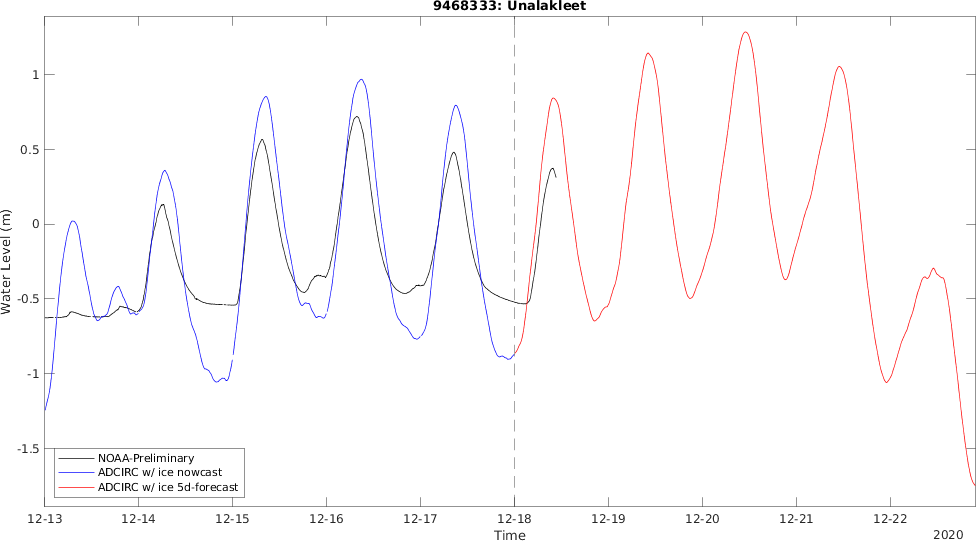 9468333: Unalakleet
1
0.5
0
-0.5
-1
-1.5
Water Level (m)
NOAA-Preliminary
ADCIRC w/ ice nowcast
ADCIRC w/ ice 5d-forecast
12-13 12-14 12-15 12-16 12-17 12-18 12-19 12-20 12-21 12-22
Time
2020